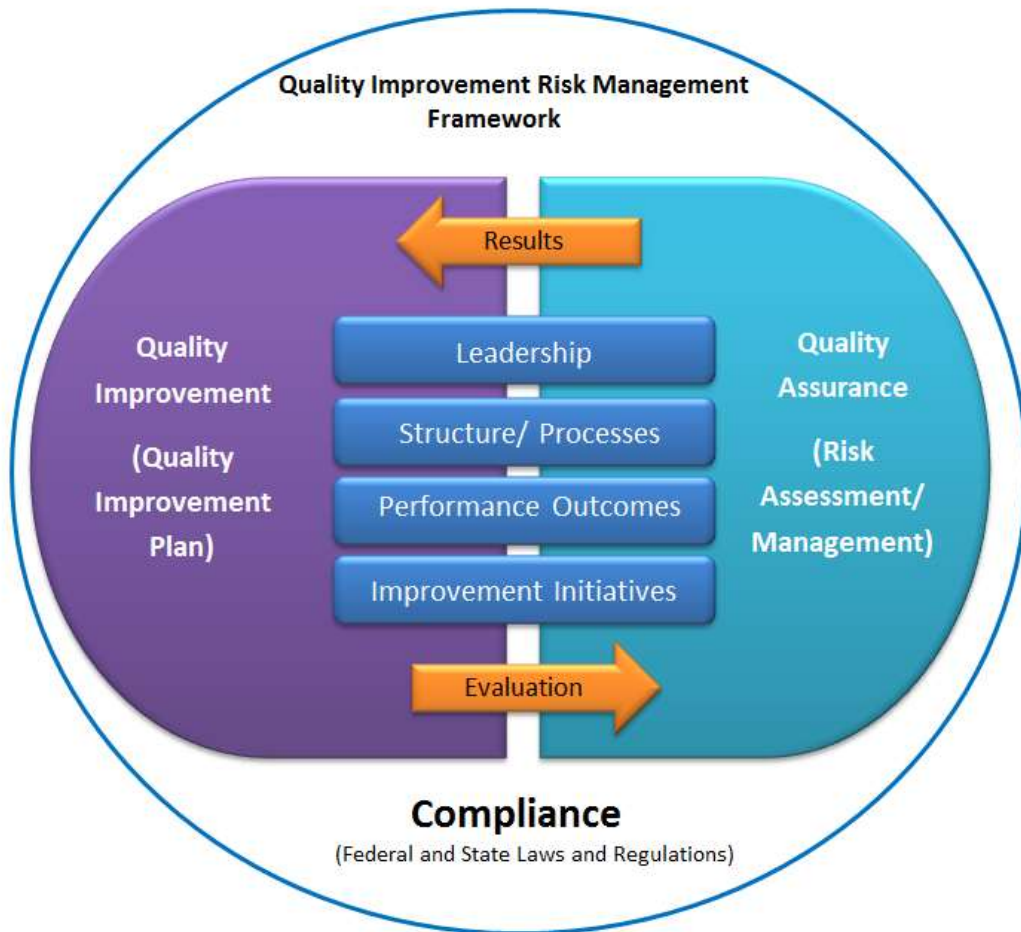 Quality Improvement Risk Management
Framework
Results
Quality
Improvement
(Quality
Improvement
Plan)
Leadership
Structure/ Processes
Performance Outcomes
Improvement Initiatives
Quality
Assurance
(Risk
Assessment/
Management)
Evaluation
Compliance
(Federal and State Laws and Regulations)